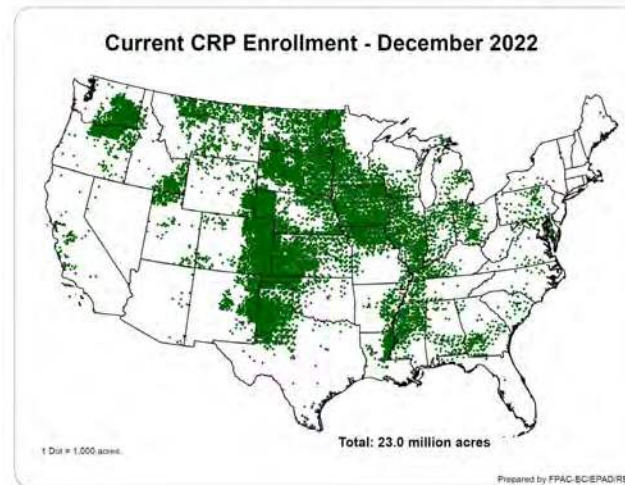 Current CRP Enrollment - December 2022
Total: 23.0 million acres
1 Dot = 1,000 acres.
Prepared by FPAC-BC/EPAD/RE